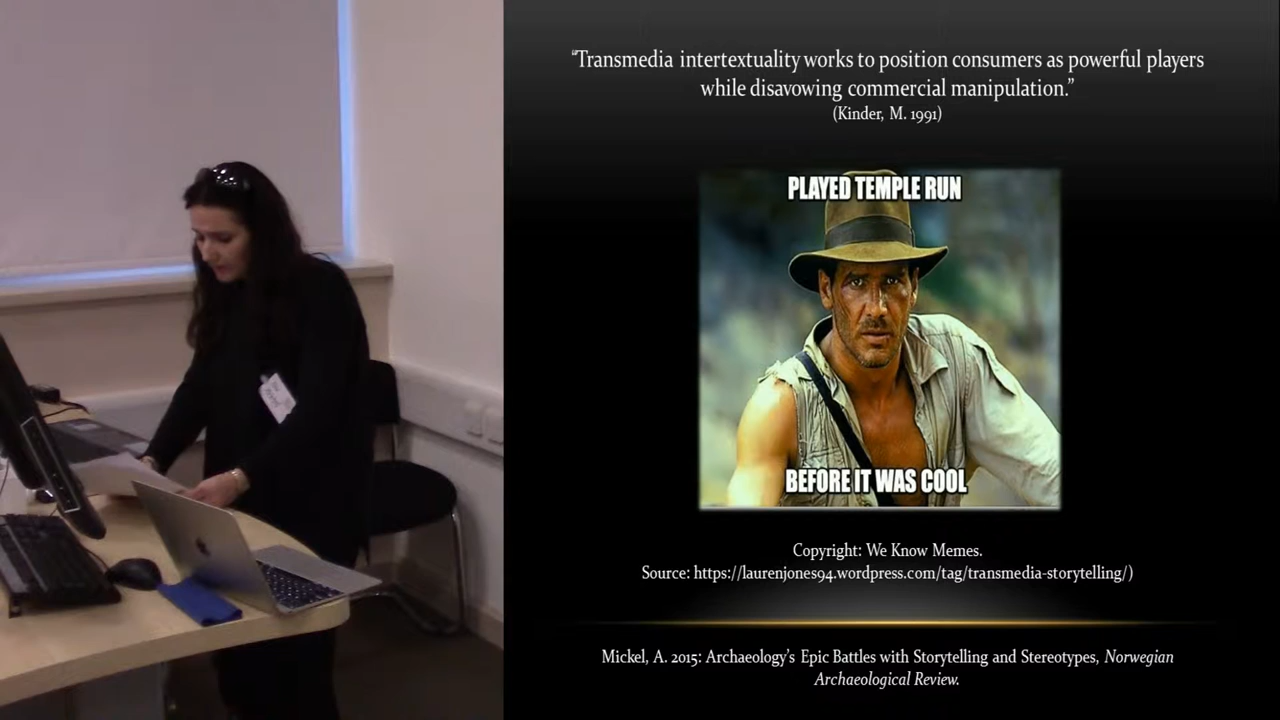 “Transmedia intertextuality works to position consumers as powerful players
while disavowing commercial manipulation.”
(Kinder, M. 1991)
PLAYED TEMPLE RUN
BEFORE IT WAS COOL
Copyright: We Know Memes.
Source: https://laurenjones94.wordpress.com/tag/transmedia-storytelling/)
Mickel, A. 2015: Archaeology’s Epic Battles with Storytelling and Stereotypes, Norwegian
Archaeological Review.